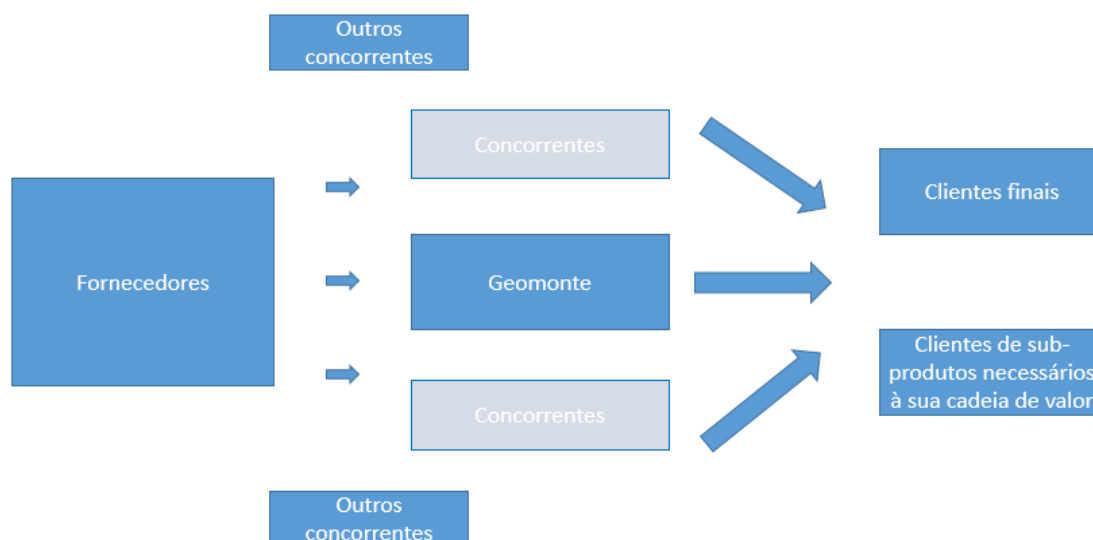 Outros
concorrentes
Concorrentes
Clientes finais
Fornecedores
Geomonte
Clientes de sub-
produtos necessários
à sua cadeia de valor
Concorrentes
Outros
concorrentes